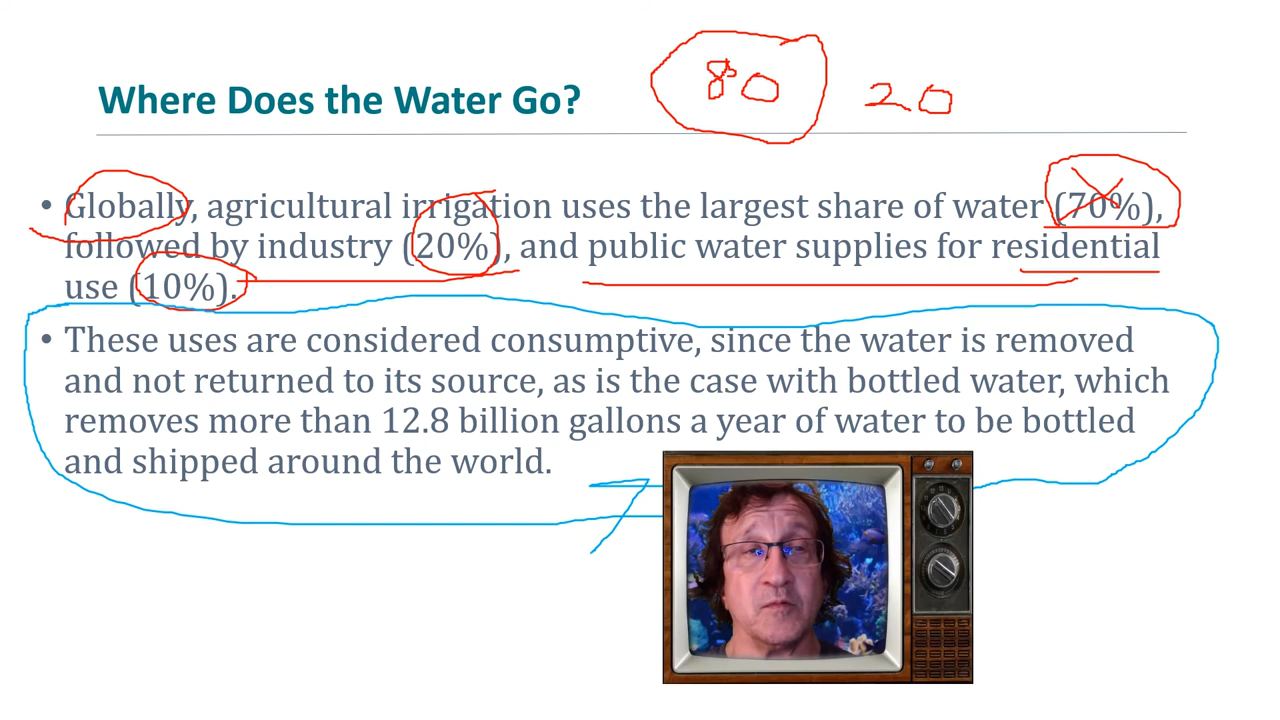 80
20
Where Does the Water Go?
• Globally, agricultural irrigation uses the largest share of water (70%),
followed by industry (20%), and public water supplies for residential
use (10%).
• These uses are considered consumptive, since the water is removed
and not returned to its source, as is the case with bottled water, which
removes more than 12.8 billion gallons a year of water to be bottled
and shipped around the world.